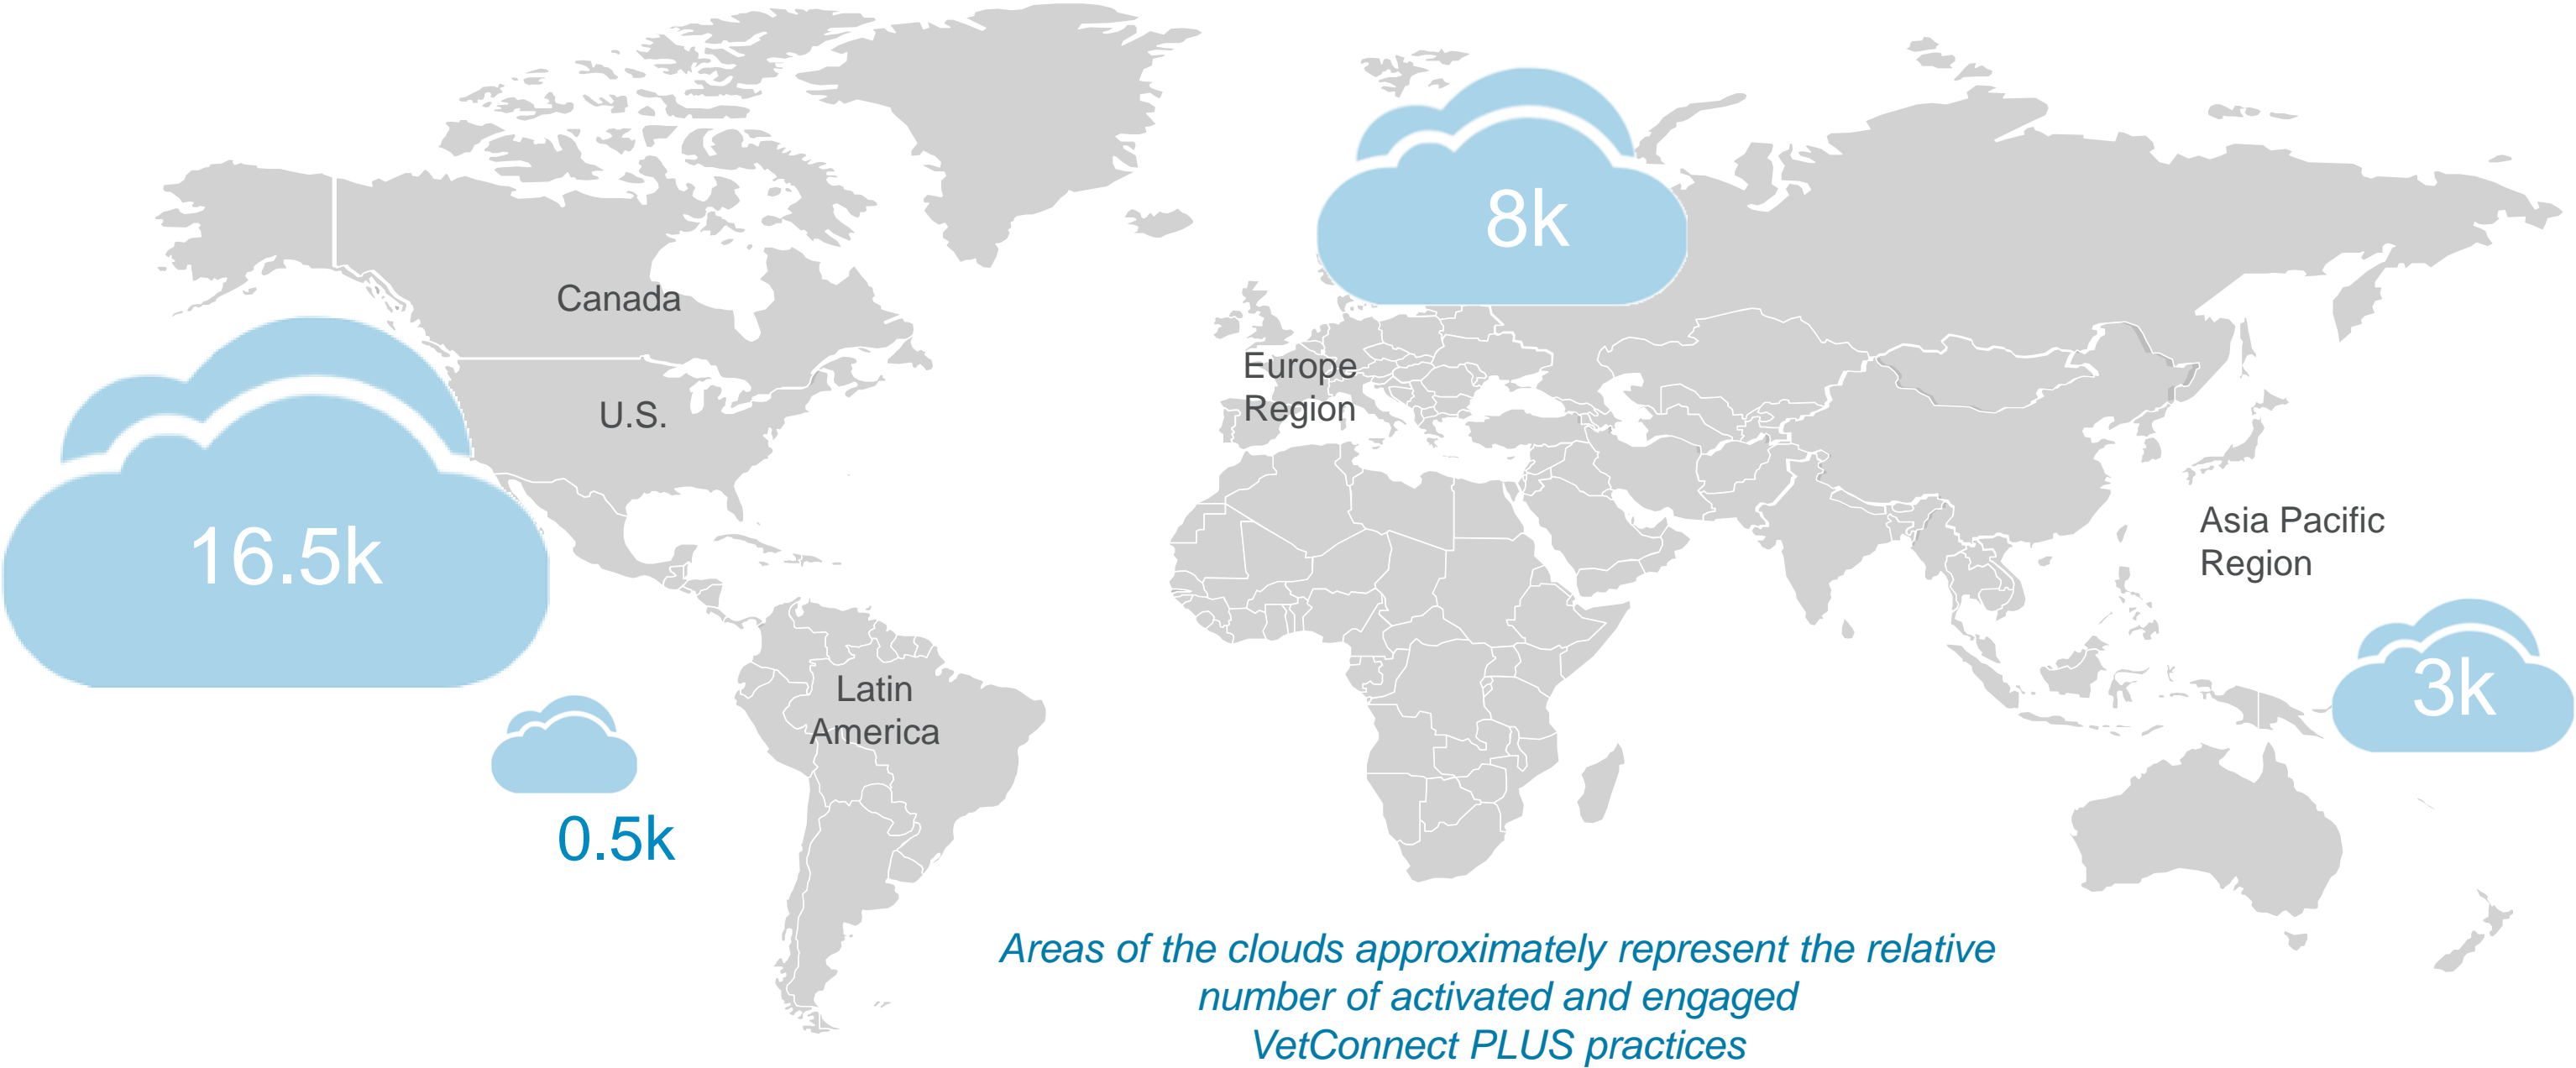 8k
Canada
Europe
Region
U.S.
16.5k
Asia Pacific
Region
3k
Latin
America
0.5k
Areas of the clouds approximately represent the relative
number of activated and engaged
VetConnect PLUS practices